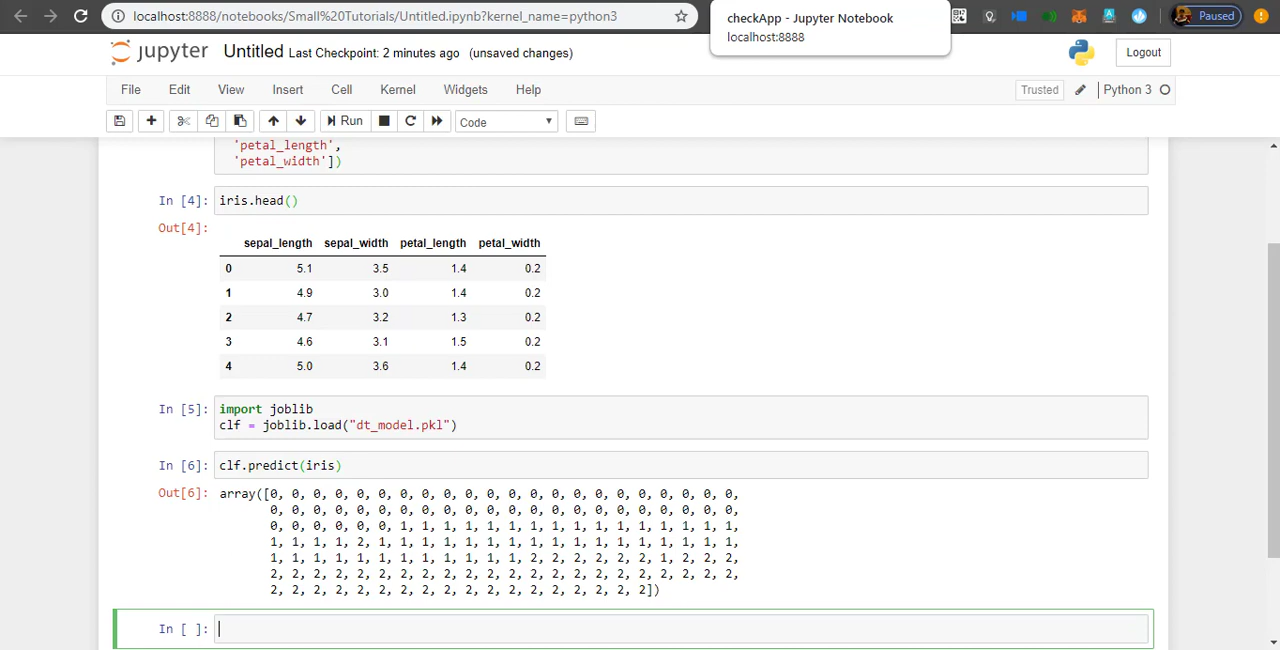 localhost:8888/notebooks/Small%20Tutorials/Untitled.ipynb?kernel_name=python3
checkApp - Jupyter Notebook
localhost:8888
Paused
jupyter Untitled Last Checkpoint: 2 minutes ago (unsaved changes)
Logout
File Edit View Insert Cell Kernel Widgets Help
Trusted Python 3
Run Code
'petal_length',
'petal_width'])
In [4]: iris.head()
Out[4]:
sepal_length sepal_width petal_length petal_width
0 5.1 3.5 1.4 0.2
1 4.9 3.0 1.4 0.2
2 4.7 3.2 1.3 0.2
3 4.6 3.1 1.5 0.2
4 5.0 3.6 1.4 0.2
In [5]: import joblib
clf = joblib.load("dt_model.pkl")
In [6]: clf.predict(iris)
Out[6]: array([0, 0, 0, 0, 0, 0, 0, 0, 0, 0, 0, 0, 0, 0, 0, 0, 0, 0, 0, 0, 0, 0,
0, 0, 0, 0, 0, 0, 0, 0, 0, 0, 0, 0, 0, 0, 0, 0, 0, 0, 0, 0, 0, 0,
0, 0, 0, 0, 0, 0, 1, 1, 1, 1, 1, 1, 1, 1, 1, 1, 1, 1, 1, 1, 1, 1,
1, 1, 1, 1, 2, 1, 1, 1, 1, 1, 1, 1, 1, 1, 1, 1, 1, 1, 1, 1, 1, 1,
1, 1, 1, 1, 1, 1, 1, 1, 1, 1, 1, 1, 2, 2, 2, 2, 2, 2, 1, 2, 2, 2,
2, 2, 2, 2, 2, 2, 2, 2, 2, 2, 2, 2, 2, 2, 2, 2, 2, 2, 2, 2, 2, 2,
2, 2, 2, 2, 2, 2, 2, 2, 2, 2, 2, 2, 2, 2, 2, 2, 2, 2])
In [ ]: